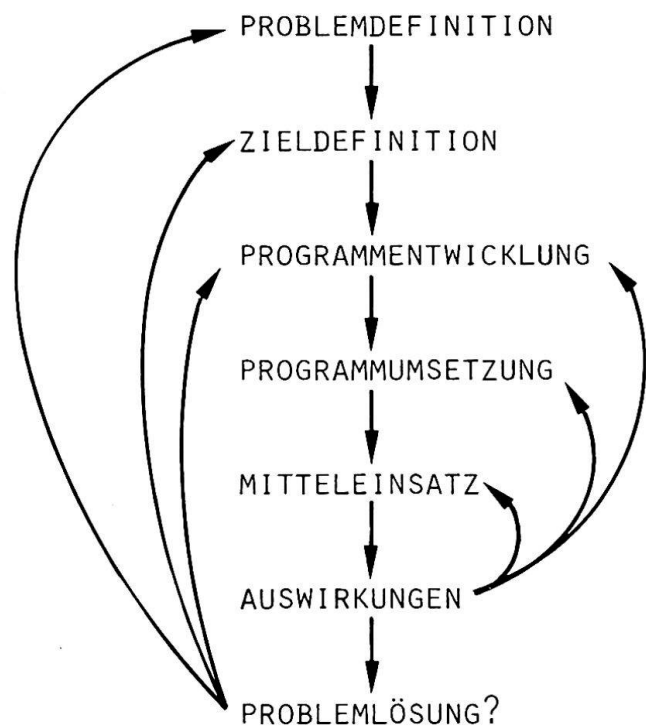 PROBLEMDEFINITION
ZIELDEFINITION
PROGRAMMENTWICKLUNG
PROGRAMMUMSETZUNG
MITTELEINSATZ
AUSWIRKUNGEN
PROBLEMLÖSUNG?